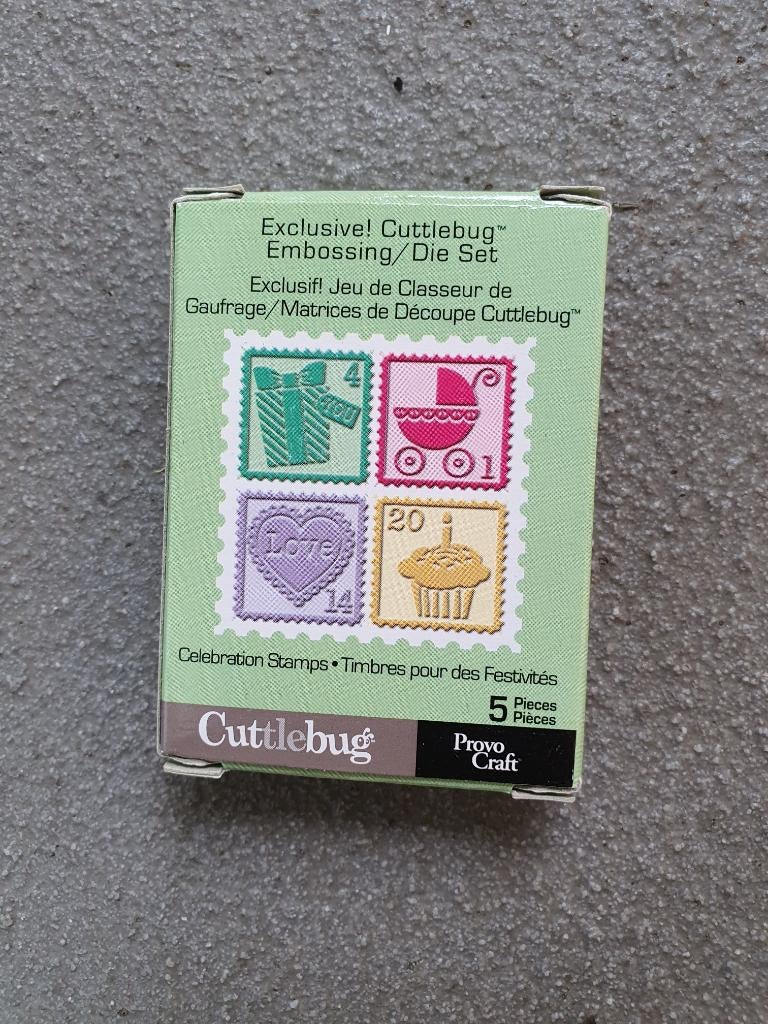 Exclusive! Cuttlebug™
Embossing/Die Set
Exclusif! Jeu de Classeur de
Gaufrage/Matrices de Découpe Cuttlebug™
4
1
Love
14
20
Celebration Stamps • Timbres pour des Festivités
5 Pieces
Pièces
Cuttlebug™
Provo
Craft